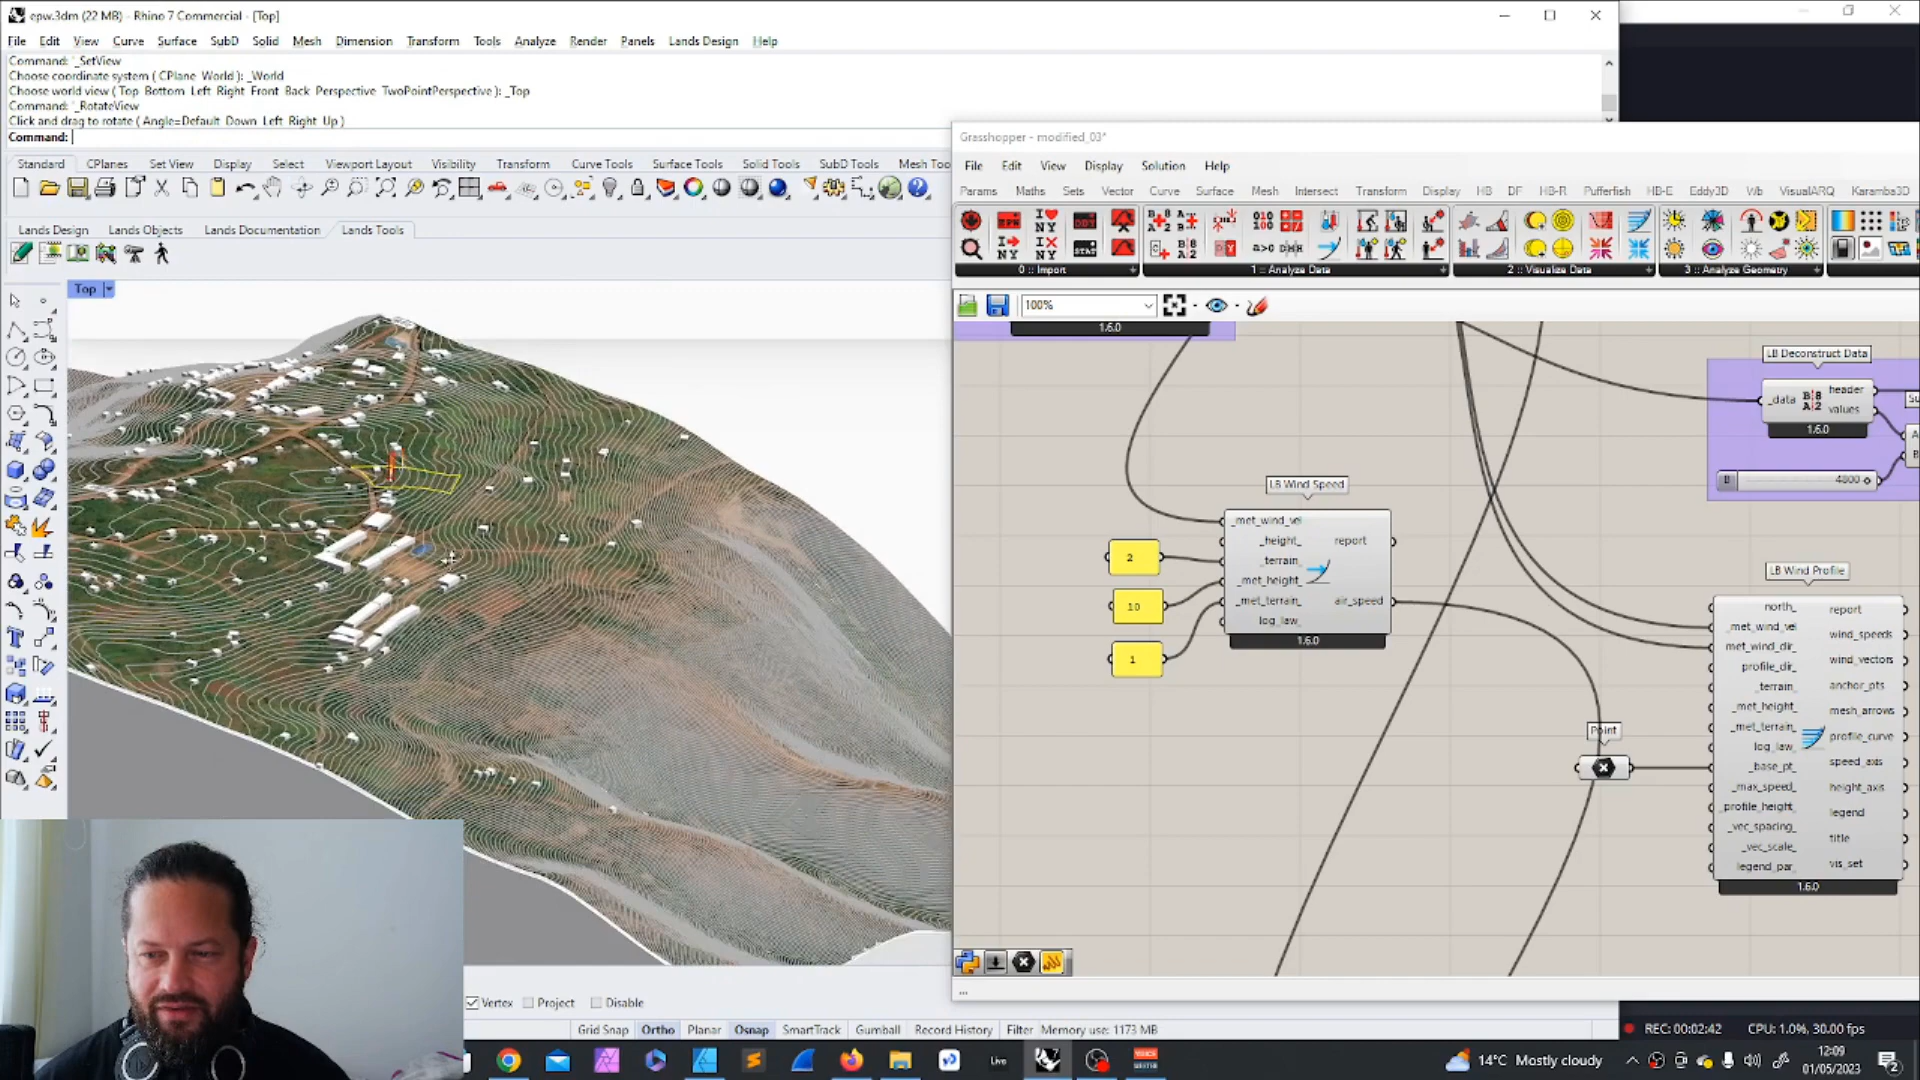 epw.3dm (22 MB) - Rhino 7 Commercial - [Top]
File Edit View Curve Surface SubD Solid Mesh Dimension Transform Tools Analyze Render Panels Lands Design Help
Command: '_SetView
Choose coordinate system ( CPlane World ): _World
Choose world view ( Top Bottom Left Right Front Back Perspective TwoPointPerspective ): _Top
Command: '_RotateView
Click and drag to rotate ( Angle=Default Down Left Right Up )
Command:
Standard CPlanes Set View Display Select Viewport Layout Visibility Transform Curve Tools Surface Tools Solid Tools SubD Tools Mesh Too
Lands Design Lands Objects Lands Documentation Lands Tools
Top
Grasshopper - modified_03*
File Edit View Display Solution Help
Params Maths Sets Vector Curve Surface Mesh Intersect Transform Display HB DF HB-R Pufferfish HB-E Eddy3D Wb VisualARQ Karamba3D
0 :: Import 1 :: Analyze Data 2 :: Visualize Data 3 :: Analyze Geometry
100%
1.6.0
LB Deconstruct Data
_data
header
values
1.6.0
B 4800
LB Wind Speed
_met_wind_vel
_height_
_terrain_
_met_height_
_met_terrain_
log_law_
report
air_speed
1.6.0
2
10
1
LB Wind Profile
north_
_met_wind_vel
met_wind_dir_
profile_dir_
_terrain_
_met_height_
_met_terrain_
log_law_
_base_pt_
_max_speed_
_profile_height_
_vec_spacing_
_vec_scale_
legend_par_
report
wind_speeds
wind_vectors
anchor_pts
mesh_arrows
profile_curve
speed_axis
height_axis
legend
title
vis_set
1.6.0
Point
Vertex Project Disable
Grid Snap Ortho Planar Osnap SmartTrack Gumball Record History Filter Memory use: 1173 MB
REC: 00:02:42 CPU: 1.0%, 30.00 fps
Live
14°C Mostly cloudy
12:09
01/05/2023
2